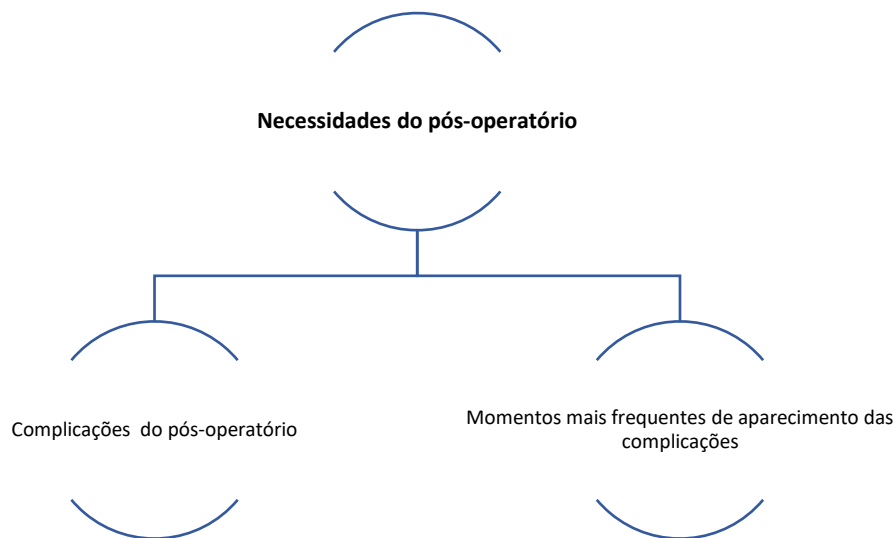 Necessidades do pós-operatório
Complicações  do pós-operatório
Momentos mais frequentes de aparecimento das
complicações